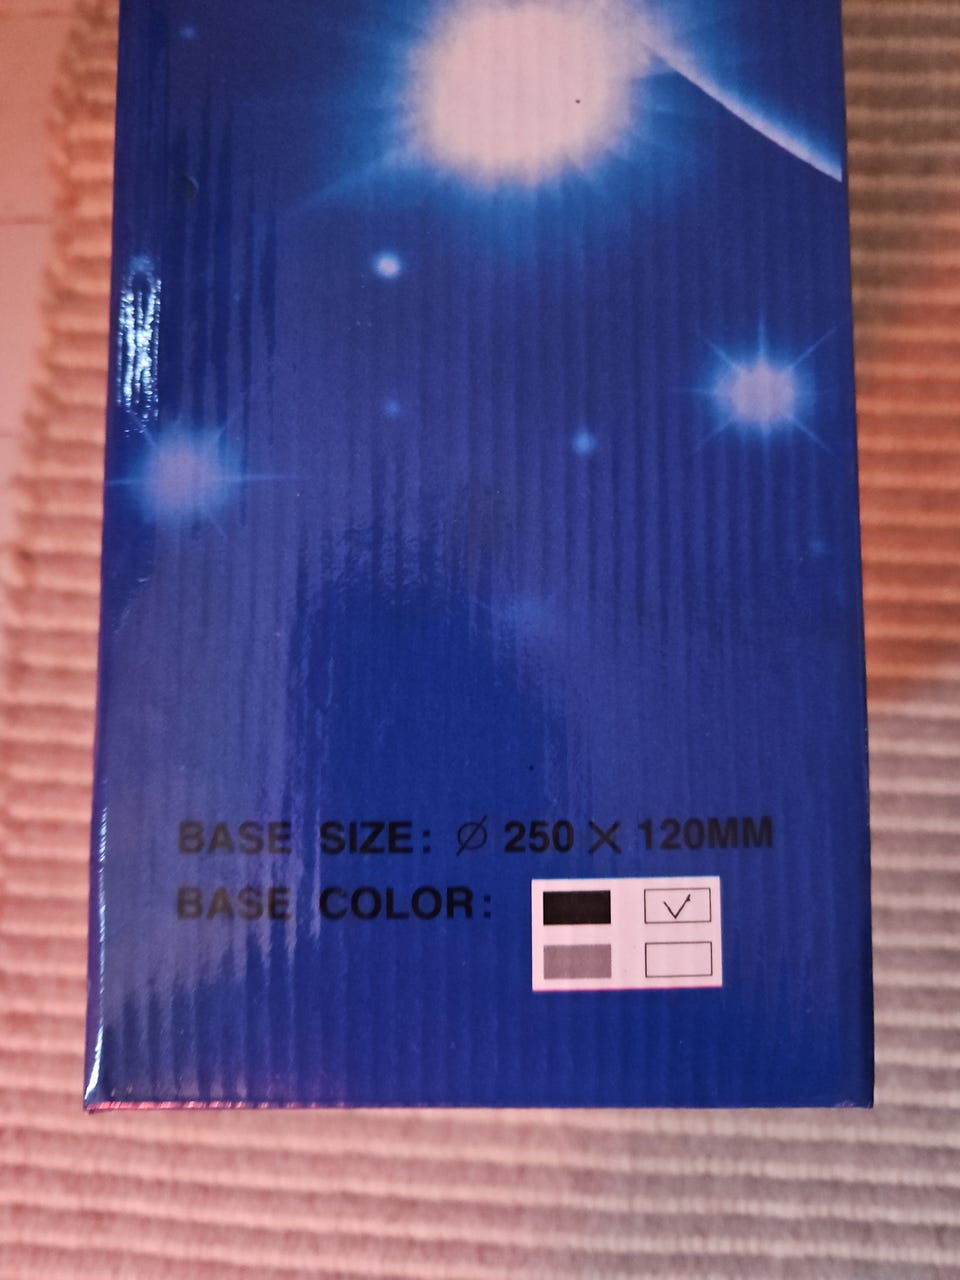 BASE SIZE: Ø 250 X 120MM
BASE COLOR: